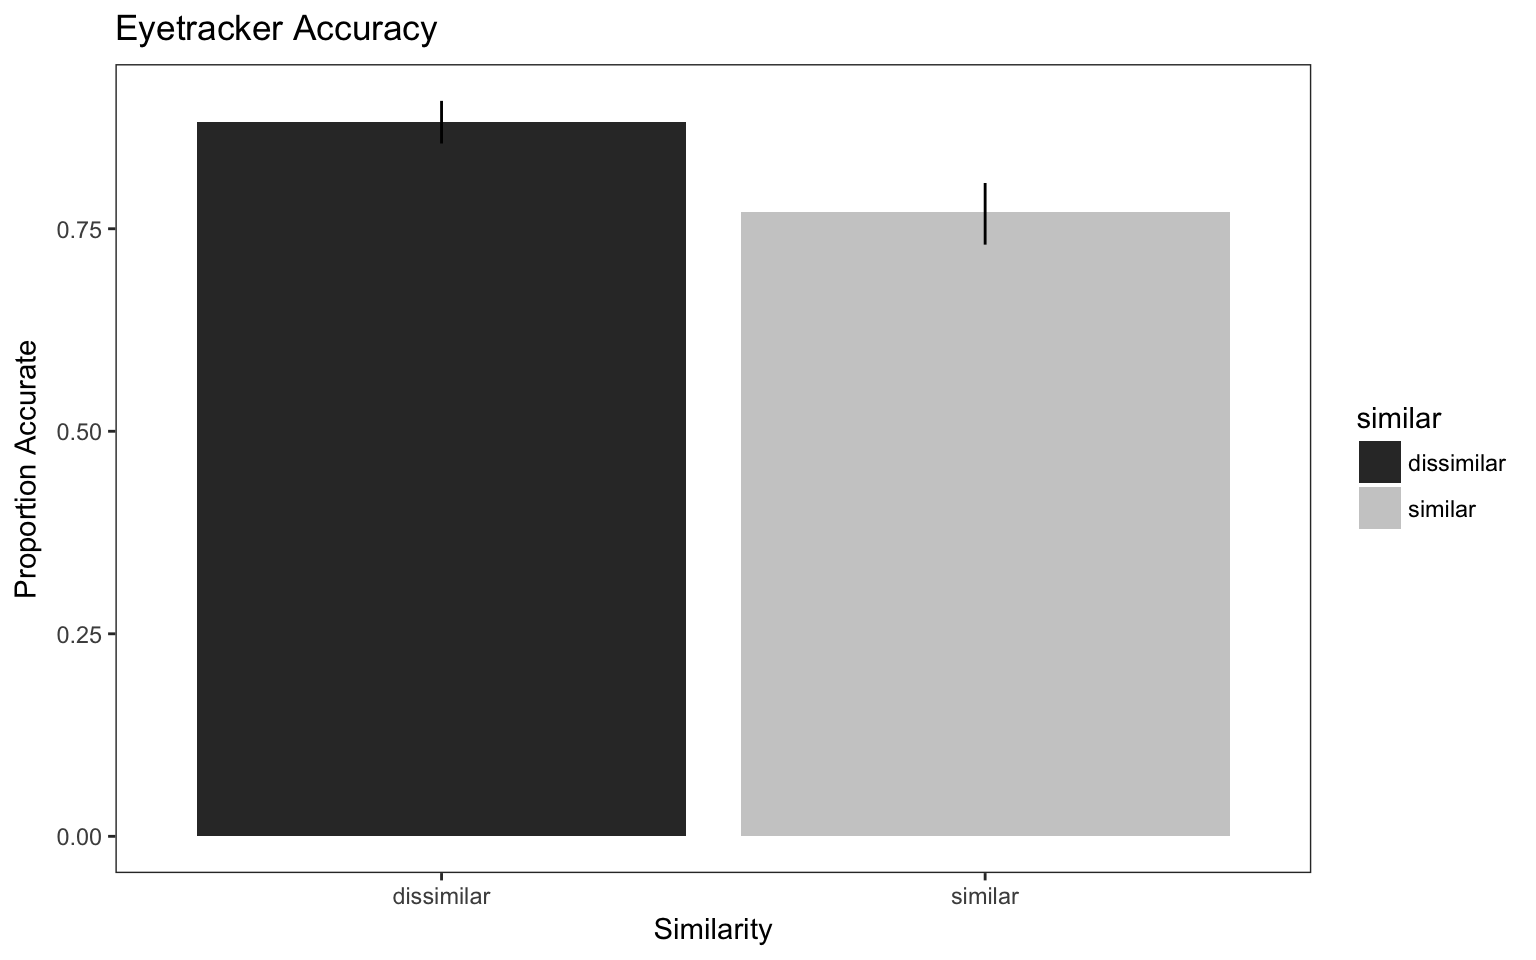 Eyetracker Accuracy
Proportion Accurate
0.75
0.50
0.25
0.00
dissimilar
similar
Similarity
similar
dissimilar
similar